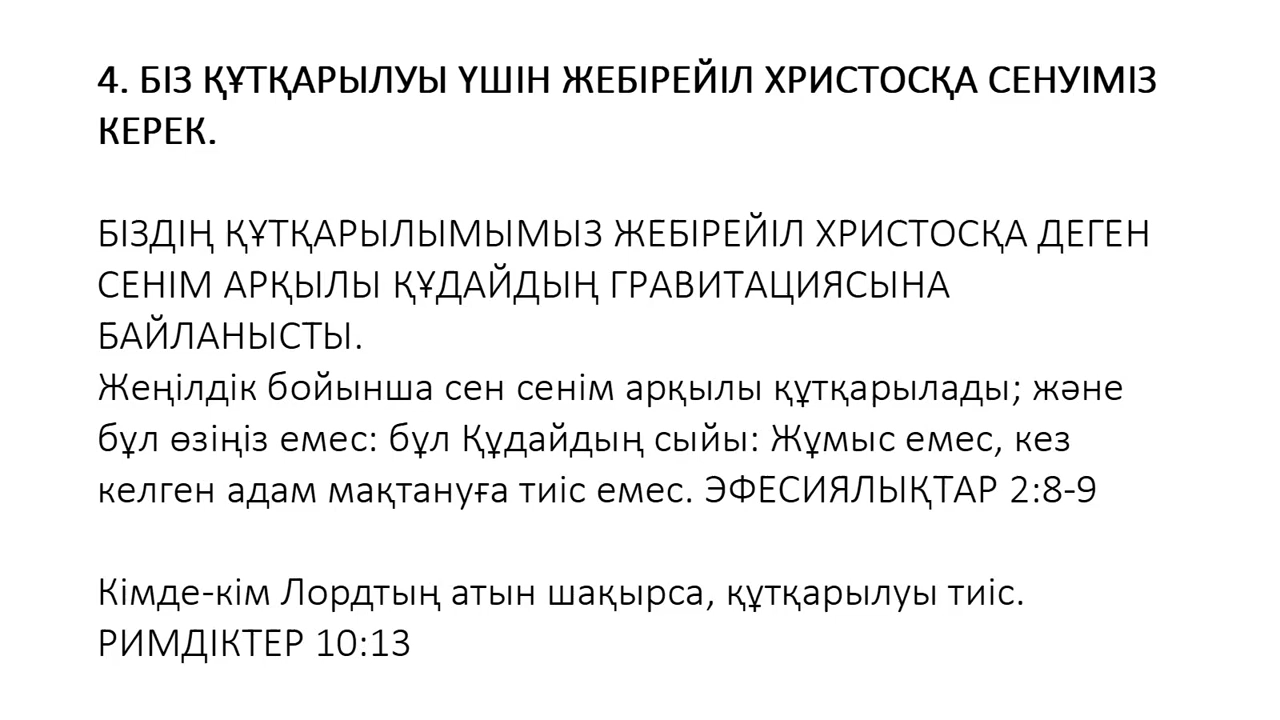 4. БІЗ ҚҰТҚАРЫЛУЫ ҮШІН ЖЕБІРЕЙІЛ ХРИСТОСҚА СЕНУІМІЗ
КЕРЕК.
БІЗДІҢ ҚҰТҚАРЫЛЫМЫМЫЗ ЖЕБІРЕЙІЛ ХРИСТОСҚА ДЕГЕН
СЕНІМ АРҚЫЛЫ ҚҰДАЙДЫҢ ГРАВИТАЦИЯСЫНА
БАЙЛАНЫСТЫ.
Жеңілдік бойынша сен сенім арқылы құтқарылады; және
бұл өзіңіз емес: бұл Құдайдың сыйы: Жұмыс емес, кез
келген адам мақтануға тиіс емес. ЭФЕСИЯЛЫҚТАР 2:8-9
Кімде-кім Лордтың атын шақырса, құтқарылуы тиіс.
РИМДІКТЕР 10:13